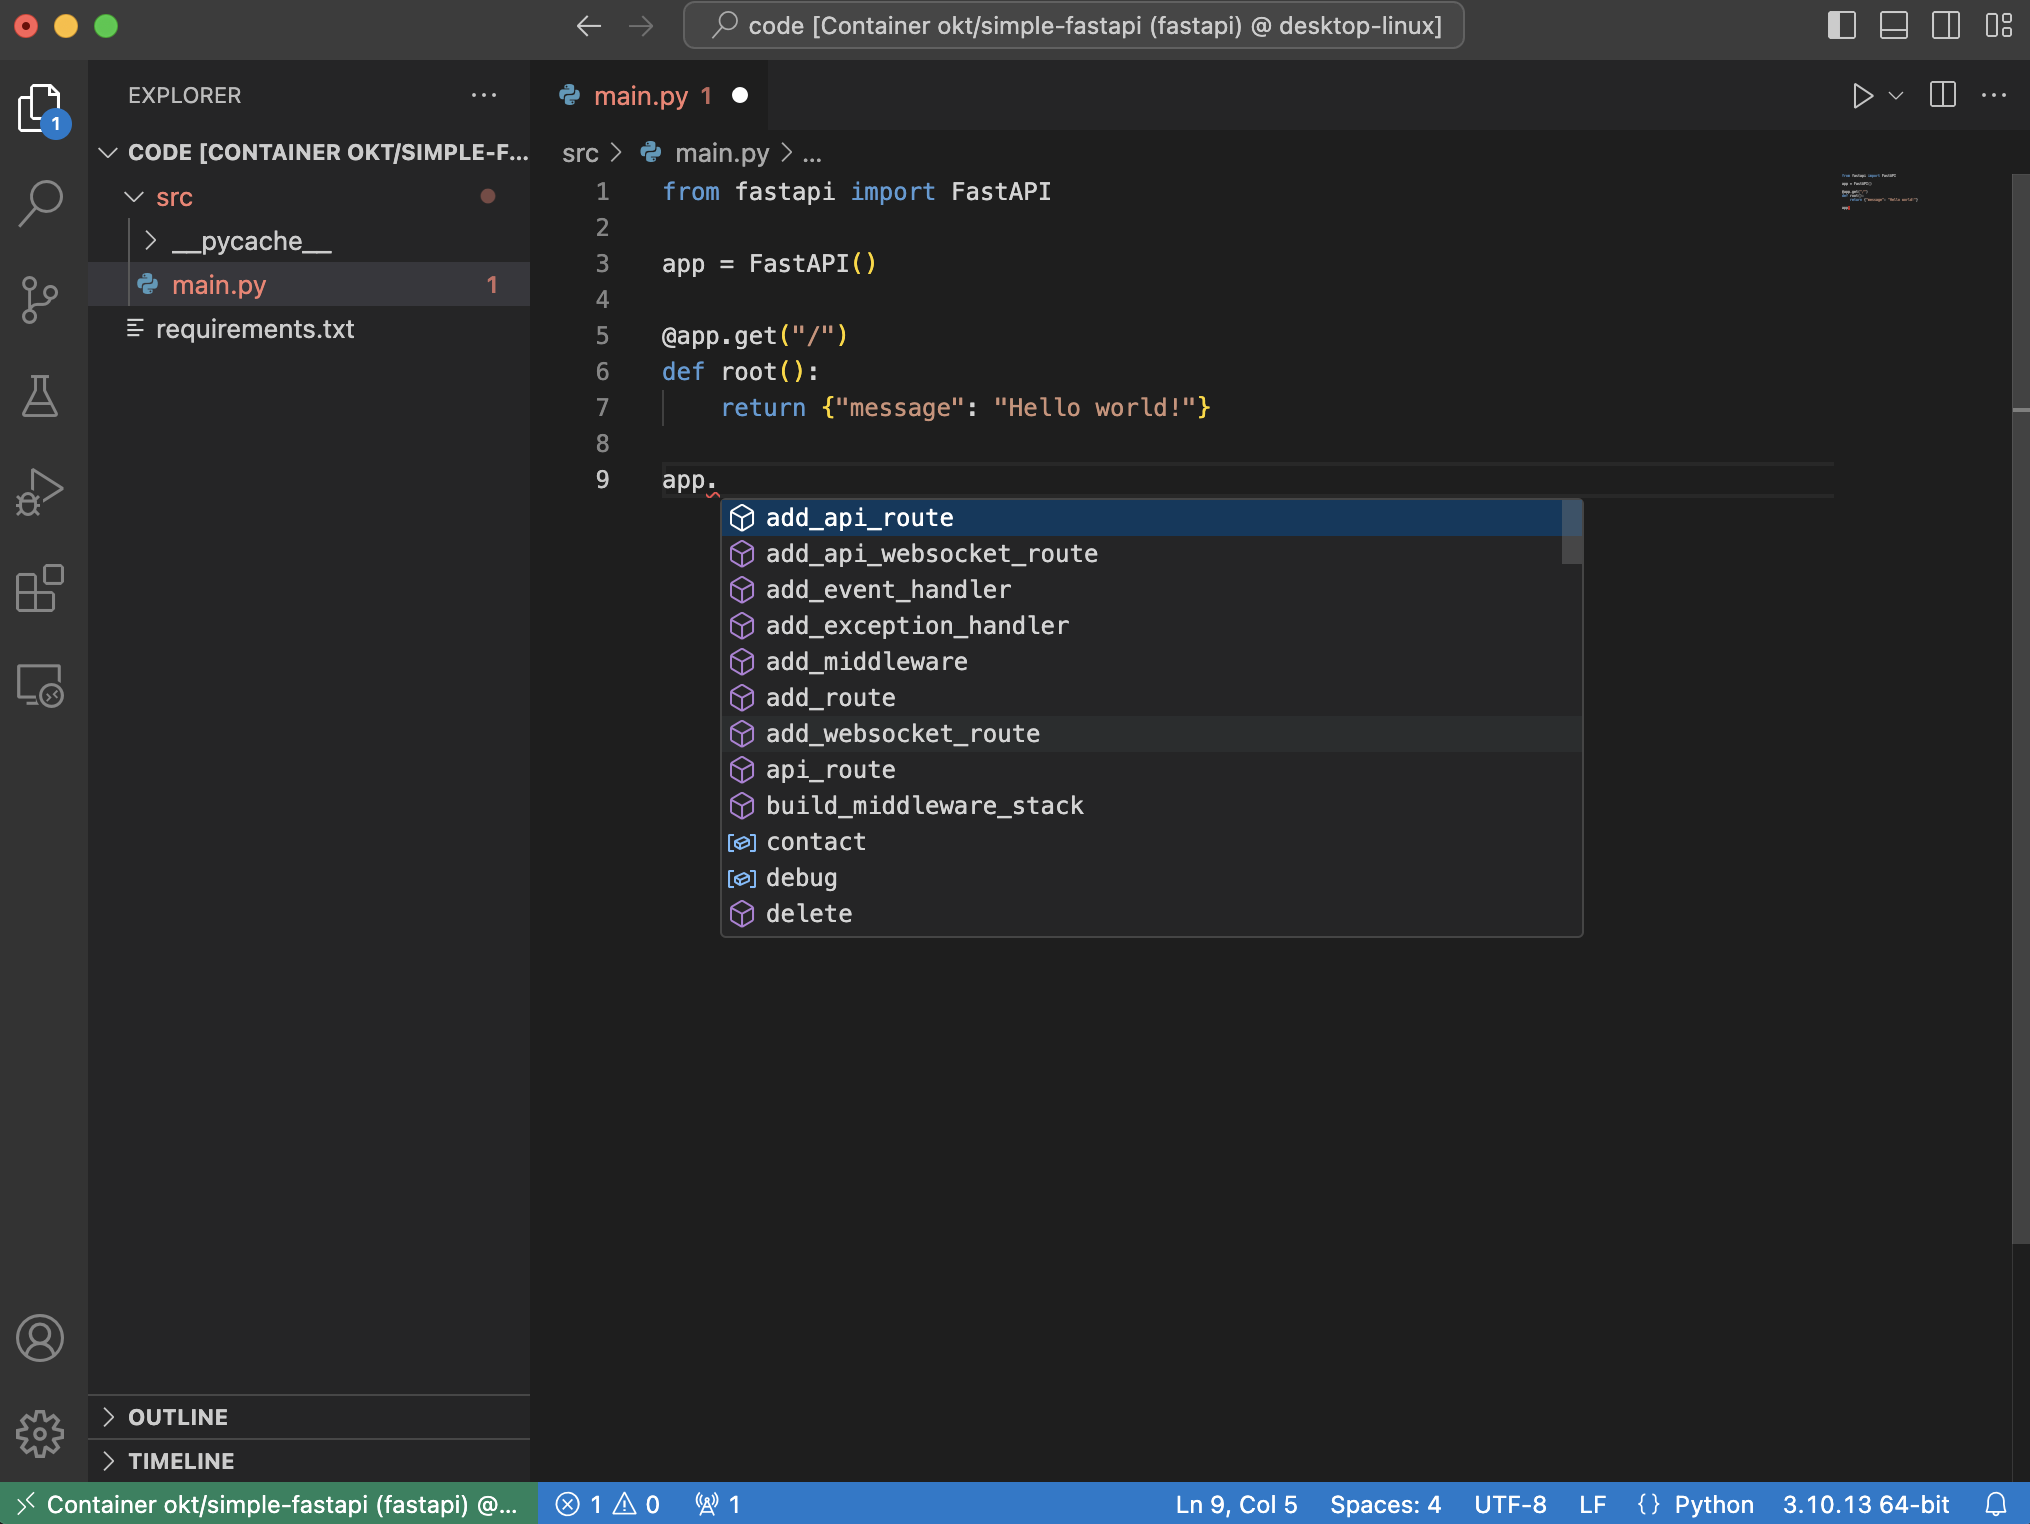 code [Container okt/simple-fastapi (fastapi) @ desktop-linux]
1
EXPLORER
CODE [CONTAINER OKT/SIMPLE-F...
src
__pycache__
main.py 1
requirements.txt
OUTLINE
TIMELINE
main.py 1
src > main.py > ...
1 from fastapi import FastAPI
2
3 app = FastAPI()
4
5 @app.get("/")
6 def root():
7 return {"message": "Hello world!"}
8
9 app.
add_api_route
add_api_websocket_route
add_event_handler
add_exception_handler
add_middleware
add_route
add_websocket_route
api_route
build_middleware_stack
contact
debug
delete
Container okt/simple-fastapi (fastapi) @... 1 0 1 Ln 9, Col 5 Spaces: 4 UTF-8 LF {} Python 3.10.13 64-bit